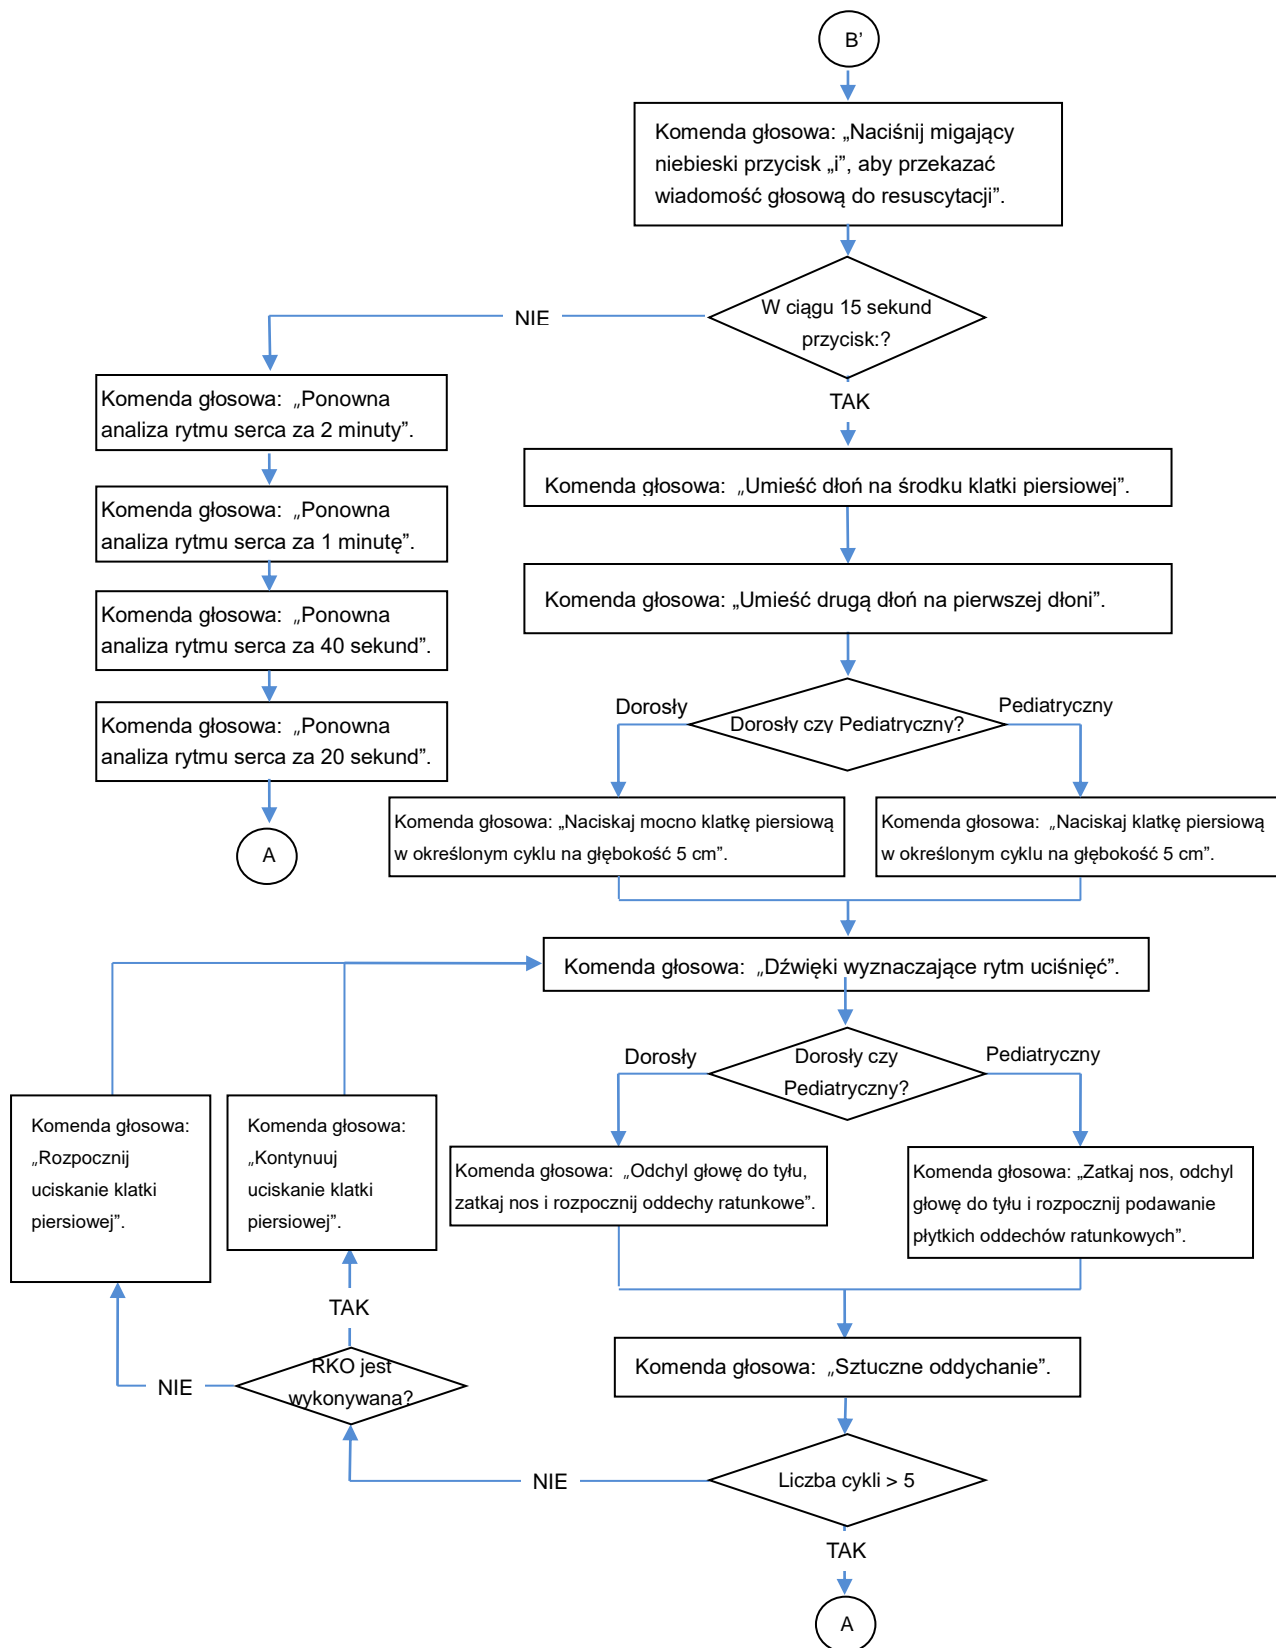 B’
Komenda głosowa: „Naciśnij migający
niebieski przycisk „i”, aby przekazać
wiadomość głosową do resuscytacji”.
W ciągu 15 sekund
przycisk:?
NIE
TAK
Komenda głosowa: „Ponowna
analiza rytmu serca za 2 minuty”.
Komenda głosowa: „Ponowna
analiza rytmu serca za 1 minutę”.
Komenda głosowa: „Ponowna
analiza rytmu serca za 40 sekund”.
Komenda głosowa: „Ponowna
analiza rytmu serca za 20 sekund”.
A
Komenda głosowa: „Umieść dłoń na środku klatki piersiowej”.
Komenda głosowa: „Umieść drugą dłoń na pierwszej dłoni”.
Dorosły
Dorosły czy Pediatryczny?
Pediatryczny
Komenda głosowa: „Naciskaj mocno klatkę piersiową
w określonym cyklu na głębokość 5 cm”.
Komenda głosowa: „Naciskaj klatkę piersiową
w określonym cyklu na głębokość 5 cm”.
Komenda głosowa: „Dźwięki wyznaczające rytm uciśnięć”.
Dorosły
Dorosły czy
Pediatryczny?
Pediatryczny
Komenda głosowa:
„Rozpocznij
uciskanie klatki
piersiowej”.
Komenda głosowa:
„Kontynuuj
uciskanie klatki
piersiowej”.
Komenda głosowa: „Odchyl głowę do tyłu,
zatkaj nos i rozpocznij oddechy ratunkowe”.
Komenda głosowa: „Zatkaj nos, odchyl
głowę do tyłu i rozpocznij podawanie
płytkich oddechów ratunkowych”.
TAK
RKO jest
wykonywana?
NIE
Komenda głosowa: „Sztuczne oddychanie”.
NIE
Liczba cykli > 5
TAK
A